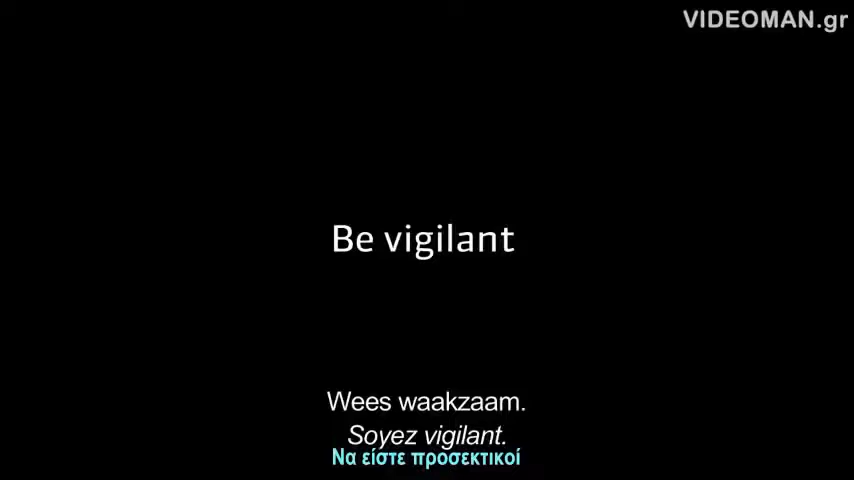 VIDEOMAN.gr
Be vigilant
Wees waakzaam.
Soyez vigilant.
Να είστε προσεκτικοί